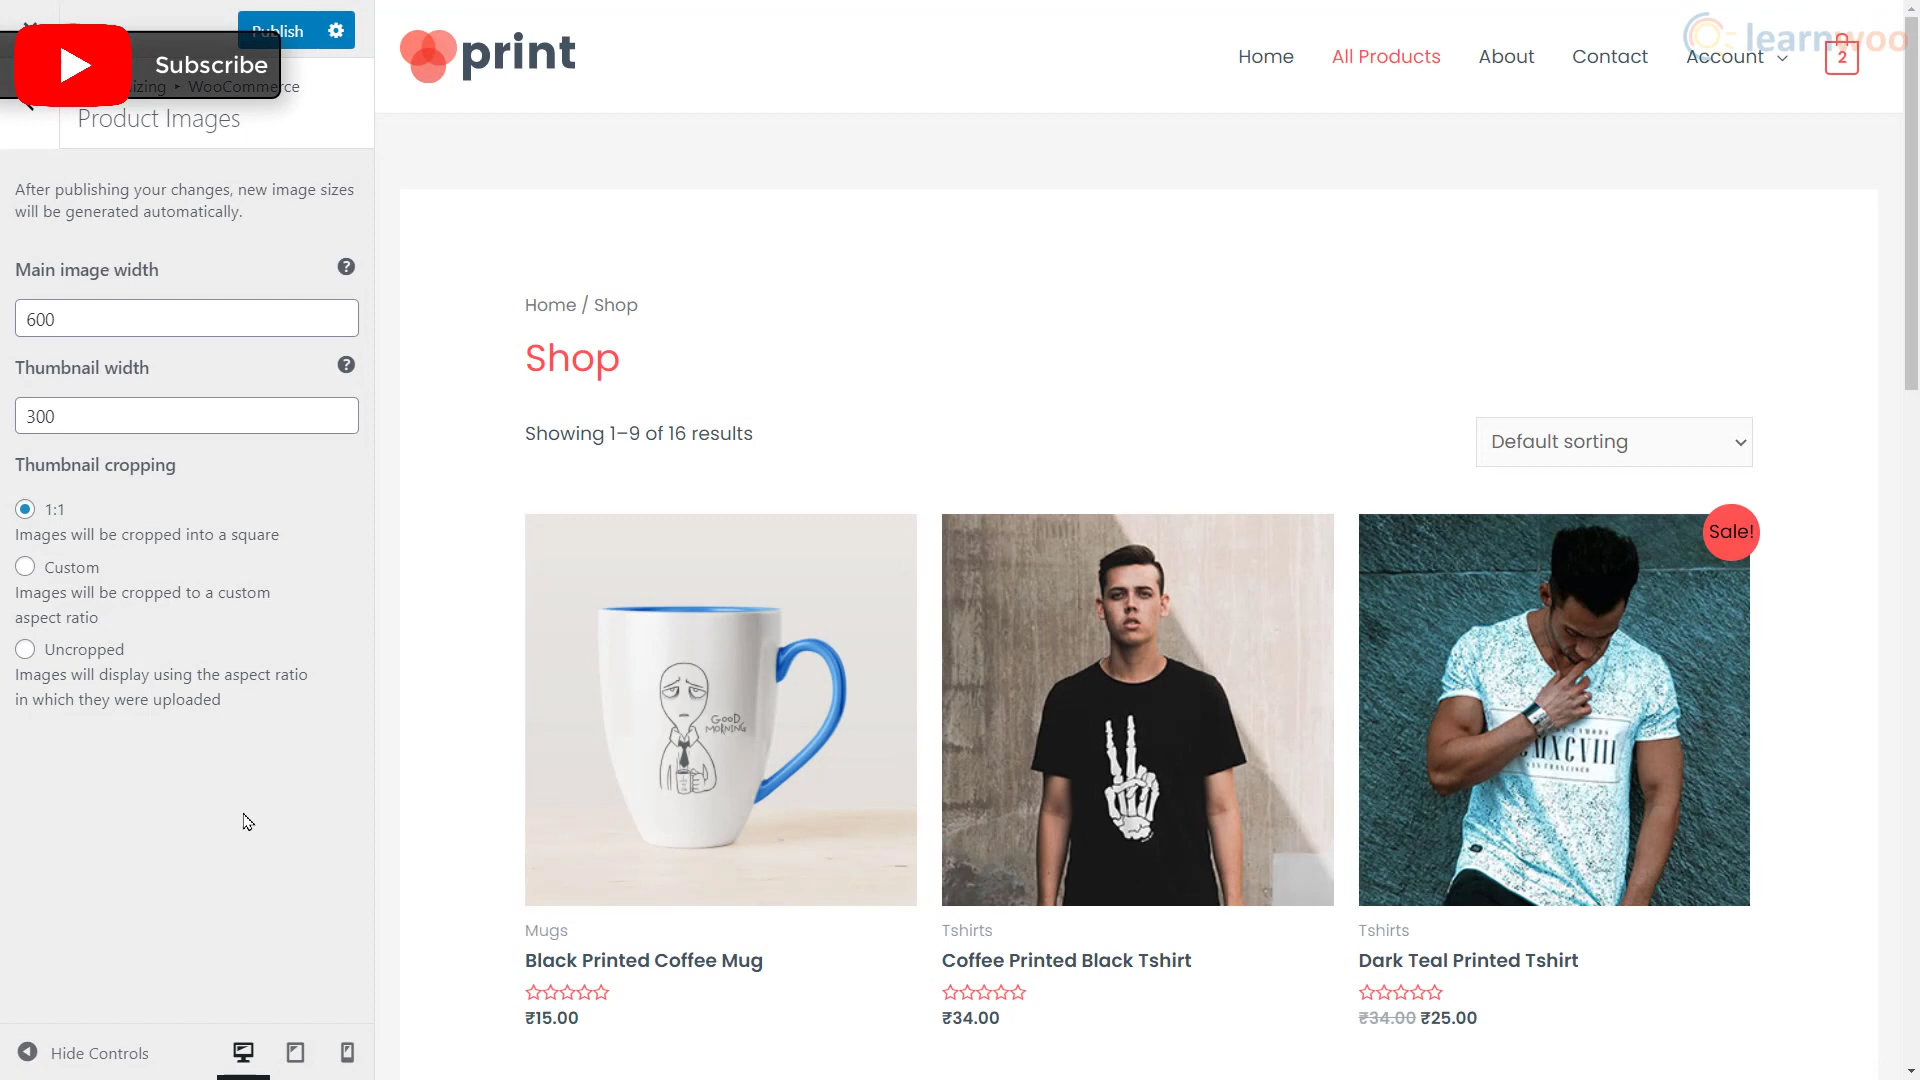 Publish
Subscribe
izing ▸ WooCommerce
Product Images
After publishing your changes, new image sizes
will be generated automatically.
Main image width
600
Thumbnail width
300
Thumbnail cropping
1:1
Images will be cropped into a square
Custom
Images will be cropped to a custom
aspect ratio
Uncropped
Images will display using the aspect ratio
in which they were uploaded
Hide Controls
print
Home
All Products
About
Contact
Account
2
learnwoo
Home / Shop
Shop
Showing 1–9 of 16 results
Default sorting
Sale!
GOOD
MORNING
MXCVIII
SAN FRANCISCO
Mugs
Black Printed Coffee Mug
₹15.00
Tshirts
Coffee Printed Black Tshirt
₹34.00
Tshirts
Dark Teal Printed Tshirt
₹34.00 ₹25.00